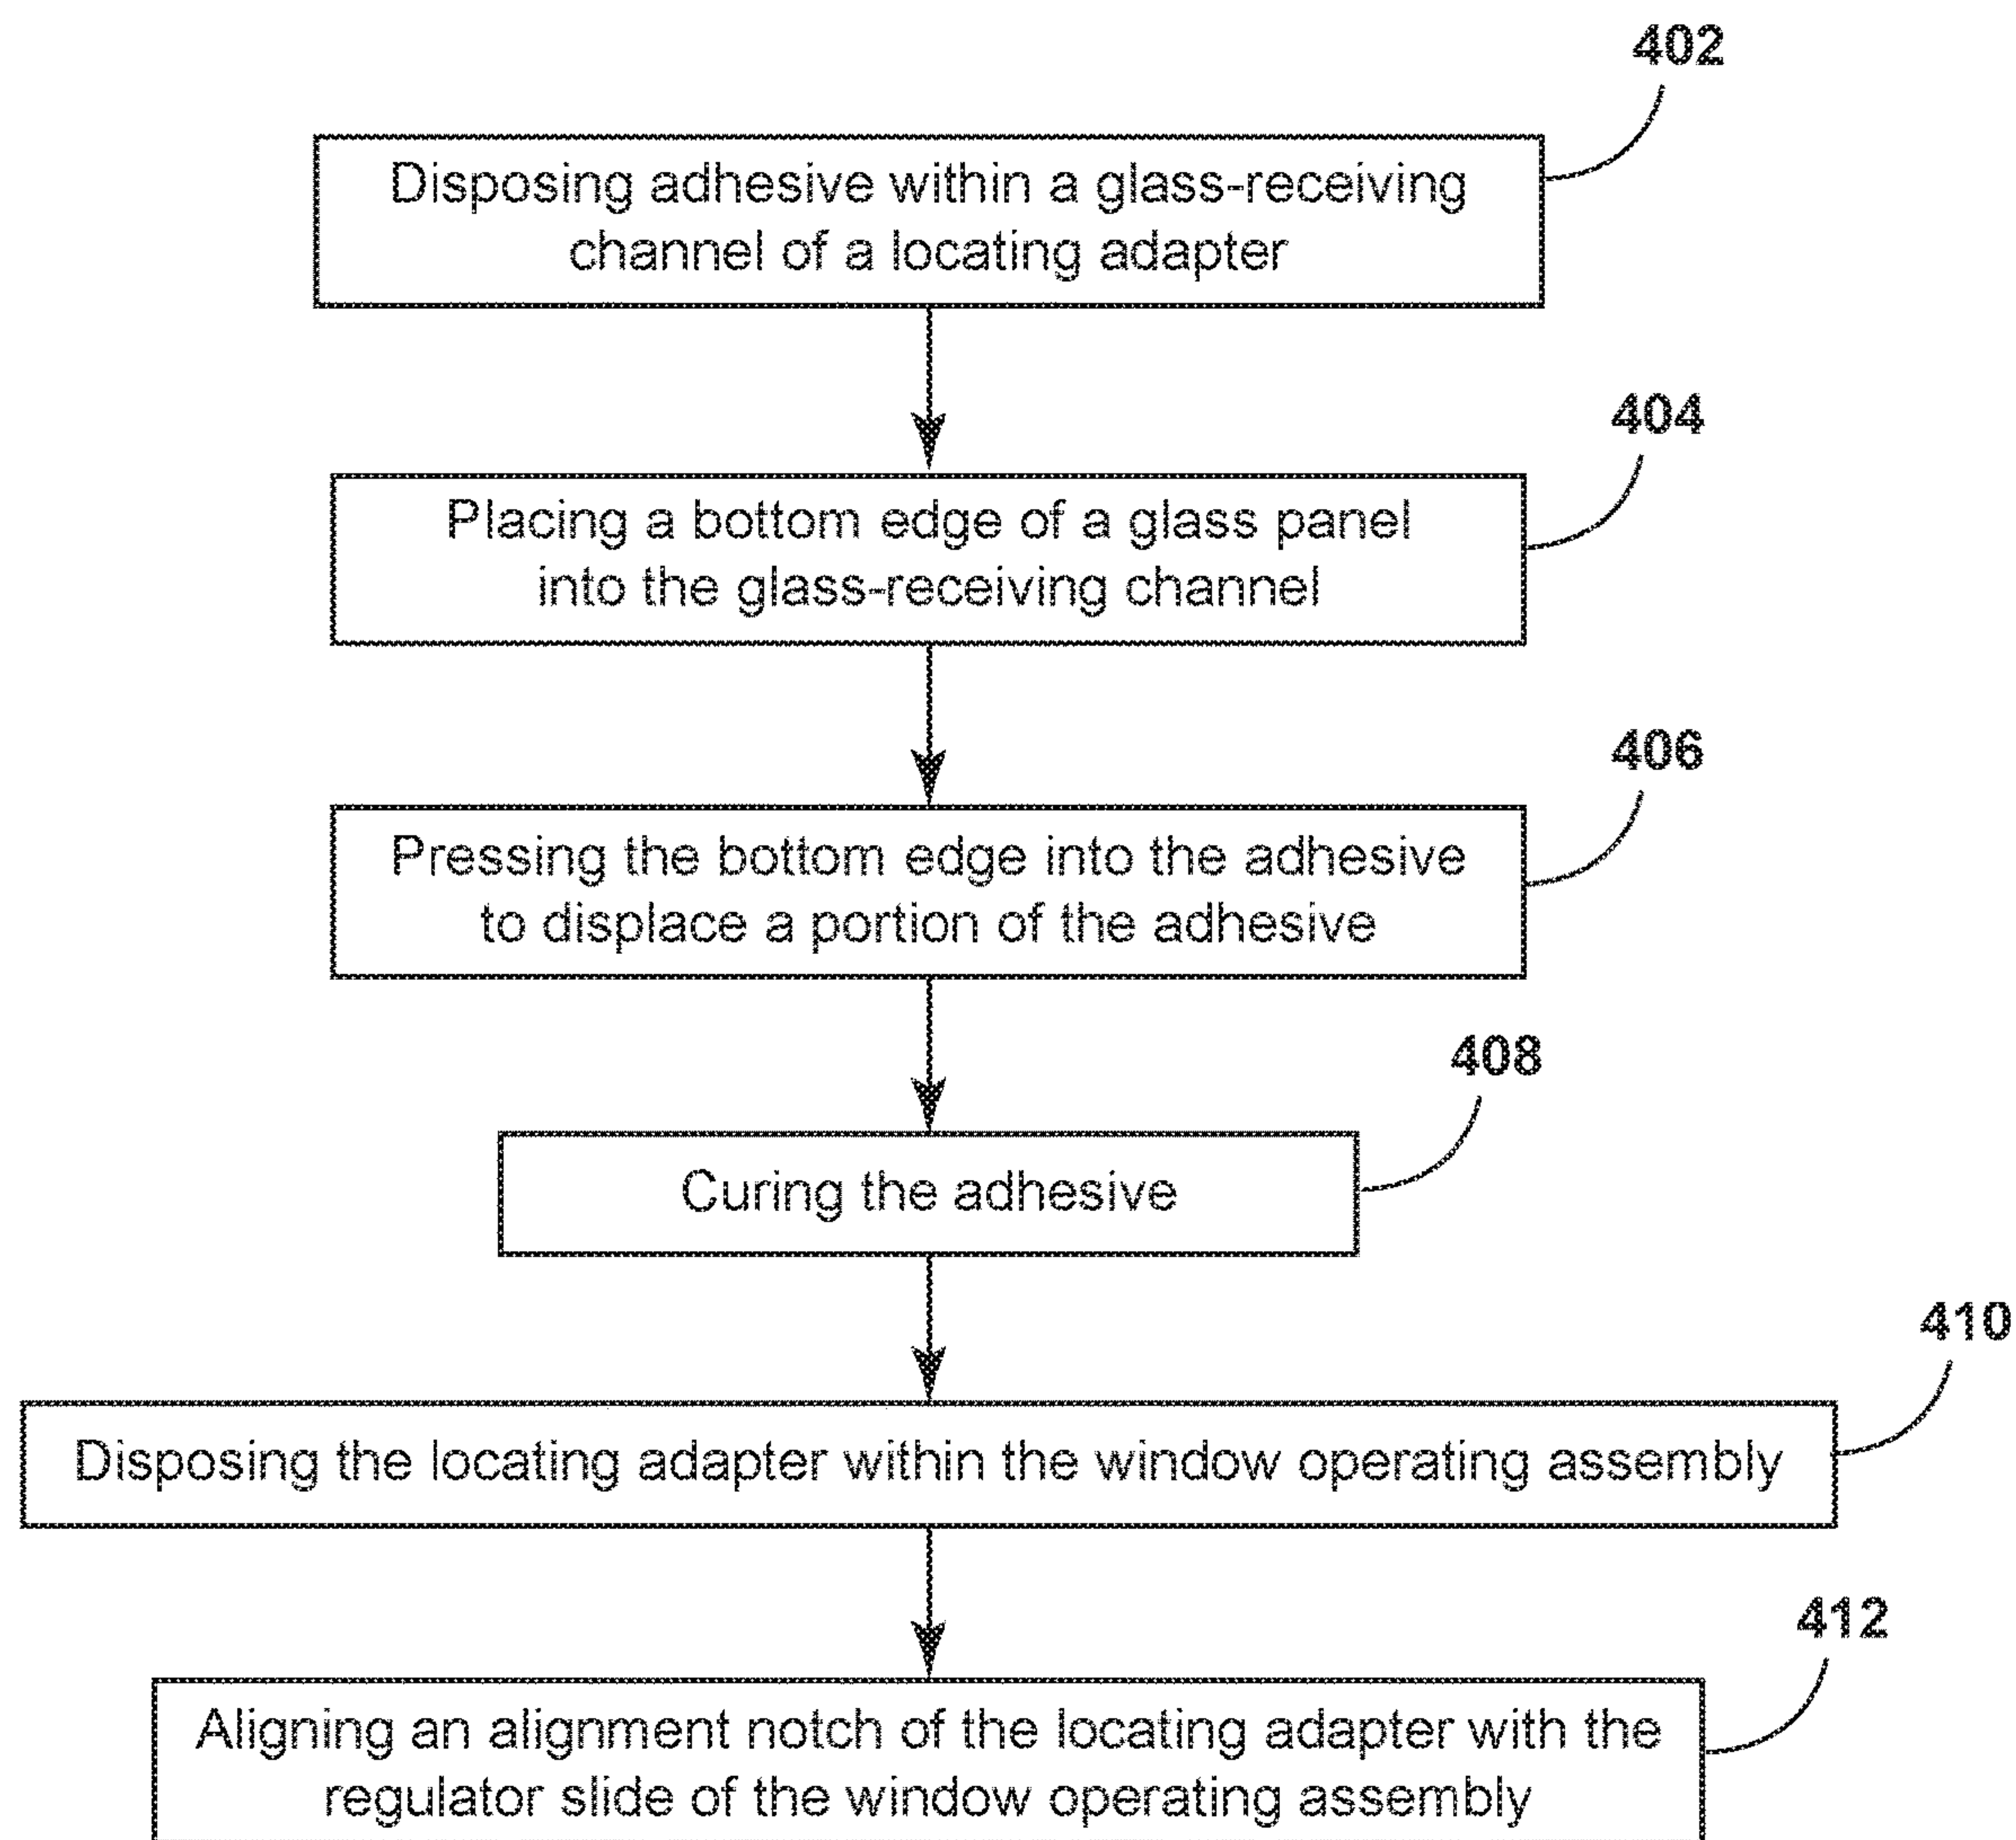 402
Disposing adhesive within a glass-receiving
channel of a locating adapter
404
Placing a bottom edge of a glass panel
into the glass-receiving channel
406
Pressing the bottom edge into the adhesive
to displace a portion of the adhesive
408
Curing the adhesive
410
Disposing the locating adapter within the window operating assembly
412
Aligning an alignment notch of the locating adapter with the
regulator slide of the window operating assembly